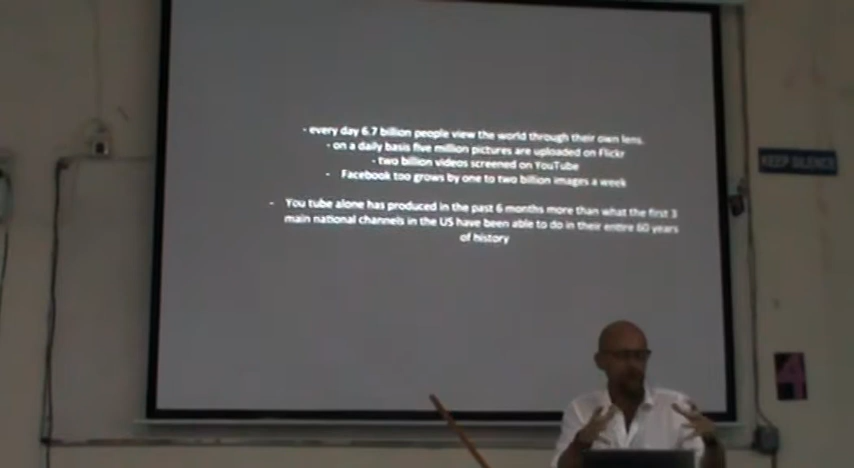 - every day 6.7 billion people view the world through their own lens.
- on a daily basis five million pictures are uploaded on Flickr
- two billion videos screened on YouTube
- Facebook too grows by one to two billion images a week
- You tube alone has produced in the past 6 months more than what the first 3
main national channels in the US have been able to do in their entire 60 years
of history
KEEP SILENCE
4